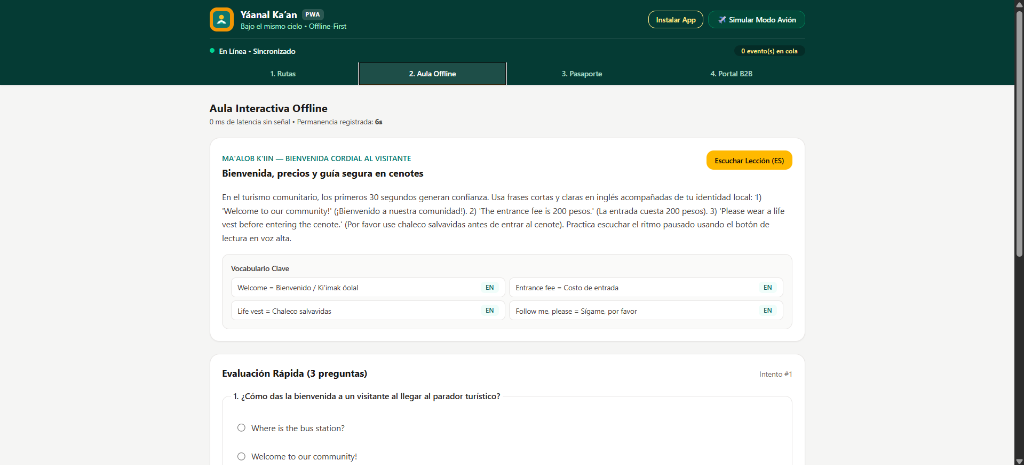 Yáanal Ka'an PWA
Bajo el mismo cielo • Offline-First
Instalar App
Simular Modo Avión
En Línea - Sincronizado
0 evento(s) en cola
1. Rutas
2. Aula Offline
3. Pasaporte
4. Portal B2B
Aula Interactiva Offline
0 ms de latencia sin señal • Permanencia registrada: 6s
MA'ALOB K'IIN — BIENVENIDA CORDIAL AL VISITANTE
Bienvenida, precios y guía segura en cenotes
Escuchar Lección (ES)
En el turismo comunitario, los primeros 30 segundos generan confianza. Usa frases cortas y claras en inglés acompañadas de tu identidad local: 1)
'Welcome to our community!' (¡Bienvenido a nuestra comunidad!). 2) 'The entrance fee is 200 pesos.' (La entrada cuesta 200 pesos). 3) 'Please wear a life
vest before entering the cenote.' (Por favor use chaleco salvavidas antes de entrar al cenote). Practica escuchar el ritmo pausado usando el botón de
lectura en voz alta.
Vocabulario Clave
Welcome = Bienvenido / Ki'imak óolal
EN
Entrance fee = Costo de entrada
EN
Life vest = Chaleco salvavidas
EN
Follow me, please = Sígame, por favor
EN
Evaluación Rápida (3 preguntas)
Intento #1
1. ¿Cómo das la bienvenida a un visitante al llegar al parador turístico?
Where is the bus station?
Welcome to our community!